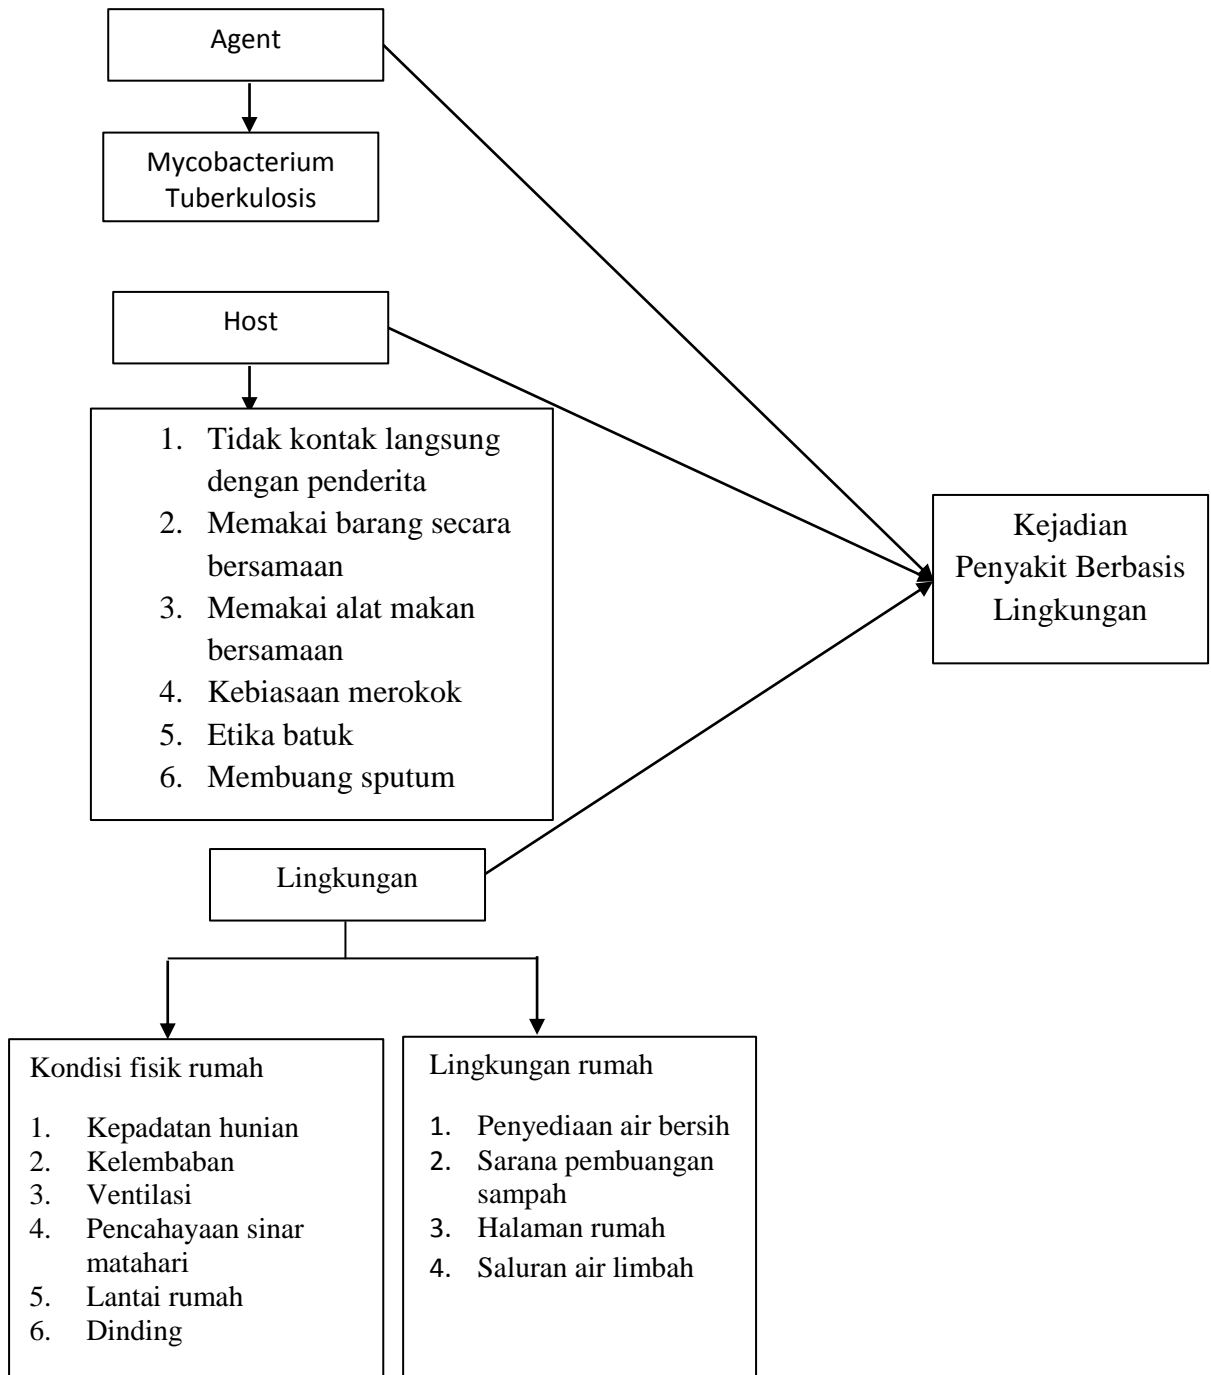 Agent
Mycobacterium
Tuberkulosis
Host
1. Tidak kontak langsung
dengan penderita
2. Memakai barang secara
bersamaan
3. Memakai alat makan
bersamaan
4. Kebiasaan merokok
5. Etika batuk
6. Membuang sputum
Kejadian
Penyakit Berbasis
Lingkungan
Lingkungan
Kondisi fisik rumah
1. Kepadatan hunian
2. Kelembaban
3. Ventilasi
4. Pencahayaan sinar
matahari
5. Lantai rumah
6. Dinding
Lingkungan rumah
1. Penyediaan air bersih
2. Sarana pembuangan
sampah
3. Halaman rumah
4. Saluran air limbah